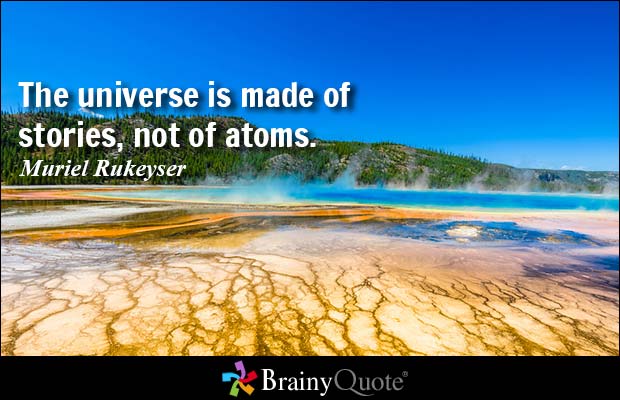 The universe is made of
stories, not of atoms.
Muriel Rukeyser
BrainyQuote®